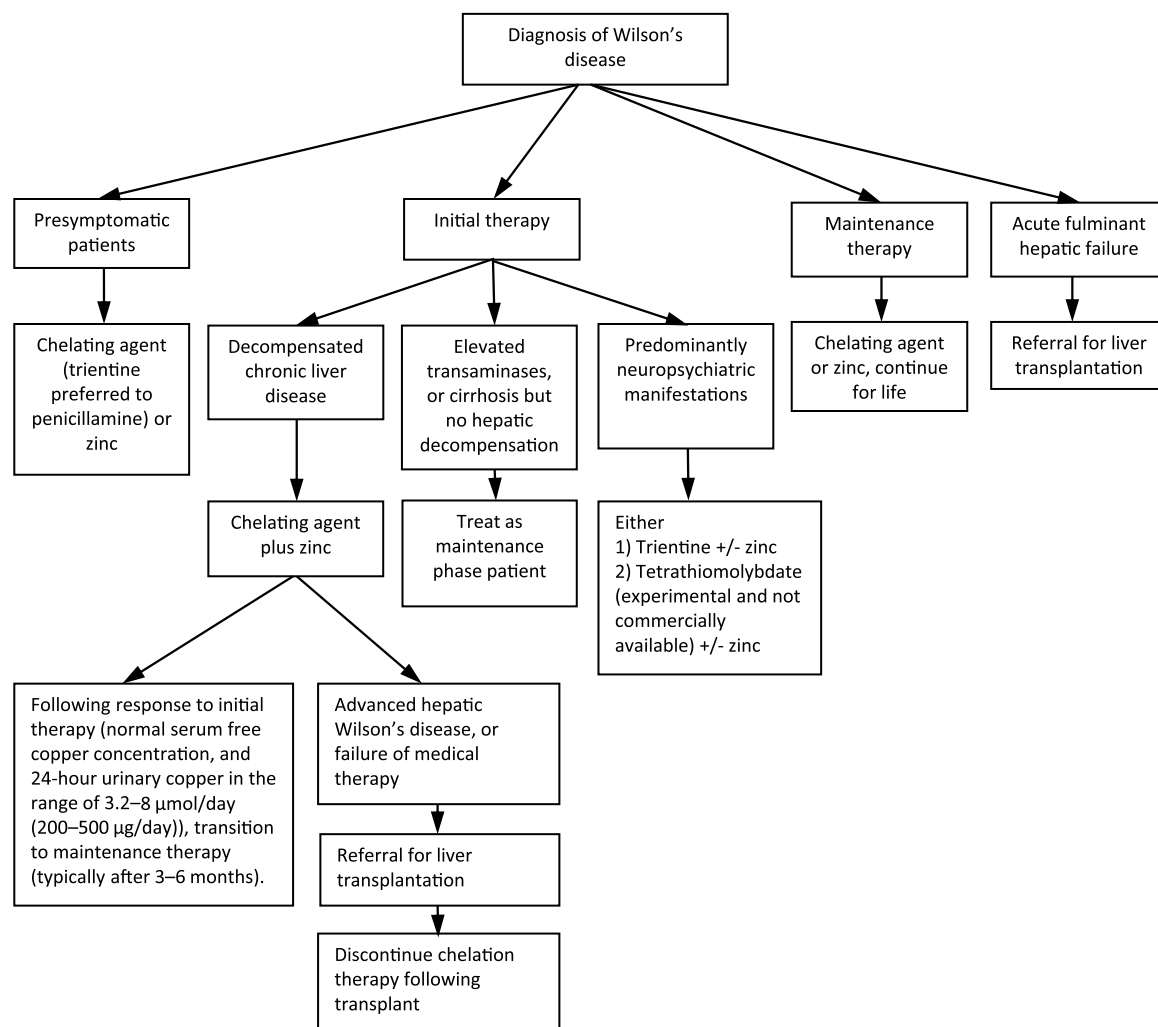 Diagnosis of Wilson's
disease
Presymptomatic
patients
Initial therapy
Maintenance
therapy
Acute fulminant
hepatic failure
Chelating agent
(trientine
preferred to
penicillamine) or
zinc
Decompensated
chronic liver
disease
Elevated
transaminases,
or cirrhosis but
no hepatic
decompensation
Predominantly
neuropsychiatric
manifestations
Chelating agent
or zinc, continue
for life
Referral for liver
transplantation
Chelating agent
plus zinc
Treat as
maintenance
phase patient
Either
1) Trientine +/- zinc
2) Tetrathiomolybdate
(experimental and not
commercially
available) +/- zinc
Following response to initial
therapy (normal serum free
copper concentration, and
24-hour urinary copper in the
range of 3.2–8 µmol/day
(200–500 µg/day)), transition
to maintenance therapy
(typically after 3–6 months).
Advanced hepatic
Wilson's disease, or
failure of medical
therapy
Referral for liver
transplantation
Discontinue chelation
therapy following
transplant